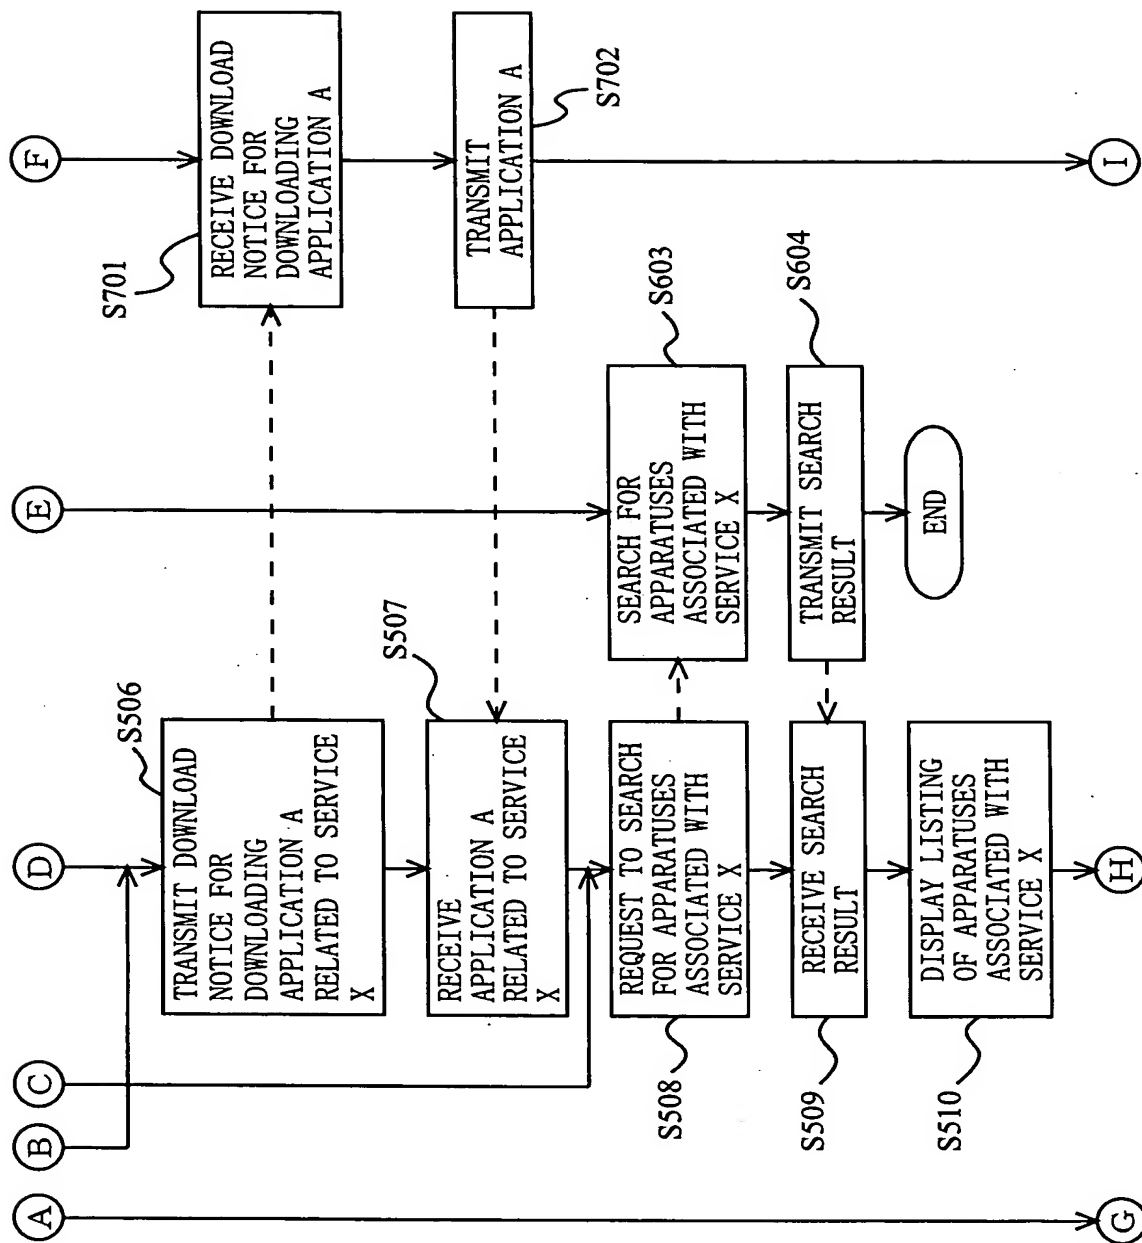 A
B
C
D
E
F
S506
TRANSMIT DOWNLOAD
NOTICE FOR
DOWNLOADING
APPLICATION A
RELATED TO SERVICE
X
S701
RECEIVE DOWNLOAD
NOTICE FOR
DOWNLOADING
APPLICATION A
S507
RECEIVE
APPLICATION A
RELATED TO SERVICE
X
TRANSMIT
APPLICATION A
S702
S508
REQUEST TO SEARCH
FOR APPARATUSES
ASSOCIATED WITH
SERVICE X
SEARCH FOR
APPARATUSES
ASSOCIATED WITH
SERVICE X
S603
S509
RECEIVE SEARCH
RESULT
TRANSMIT SEARCH
RESULT
S604
S510
DISPLAY LISTING
OF APPARATUSES
ASSOCIATED WITH
SERVICE X
END
G
H
I